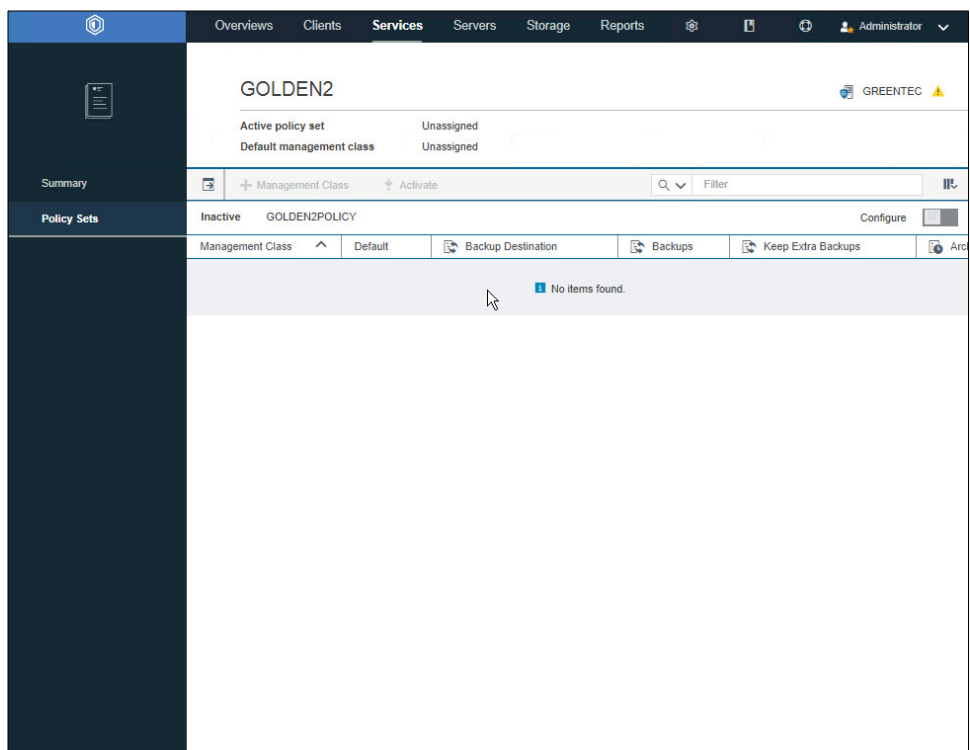 Overviews Clients Services Servers Storage Reports Administrator
GOLDEN2
GREENTEC
Active policy set Unassigned
Default management class Unassigned
Summary
Policy Sets
Management Class Activate Filter
Inactive GOLDEN2POLICY Configure
Management Class Default Backup Destination Backups Keep Extra Backups Arcl
No items found.